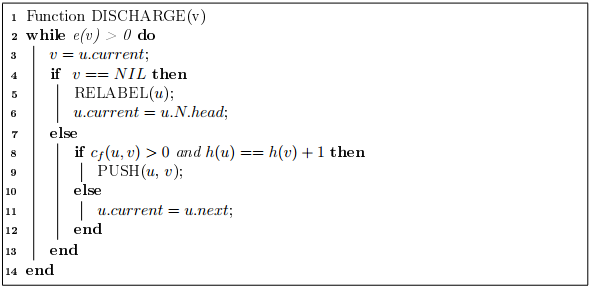 1 Function DISCHARGE(v)
2 while e(v) > 0 do
3 v = u.current;
4 if v == NIL then
5 RELABEL(u);
6 u.current = u.N.head;
7 else
8 if c_f(u, v) > 0 and h(u) == h(v) + 1 then
9 PUSH(u, v);
10 else
11 u.current = u.next;
12 end
13 end
14 end